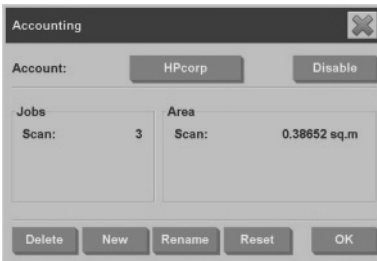 Accounting
Account: HPcorp Disable
Jobs Area
Scan: 3 Scan: 0.38652 sq.m
Delete New Rename Reset OK